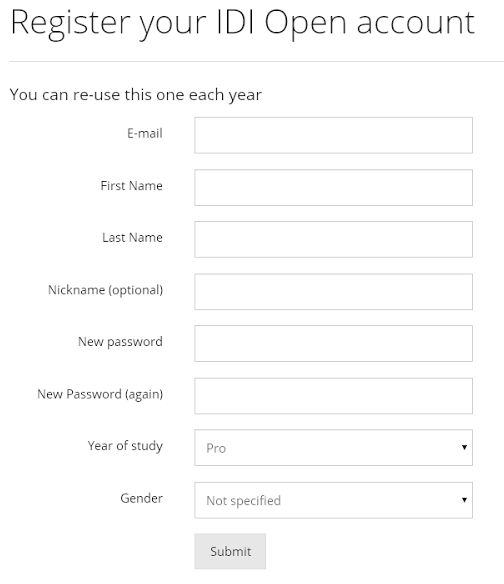 Register your IDI Open account
You can re-use this one each year
E-mail
First Name
Last Name
Nickname (optional)
New password
New Password (again)
Year of study Pro
Gender Not specified
Submit